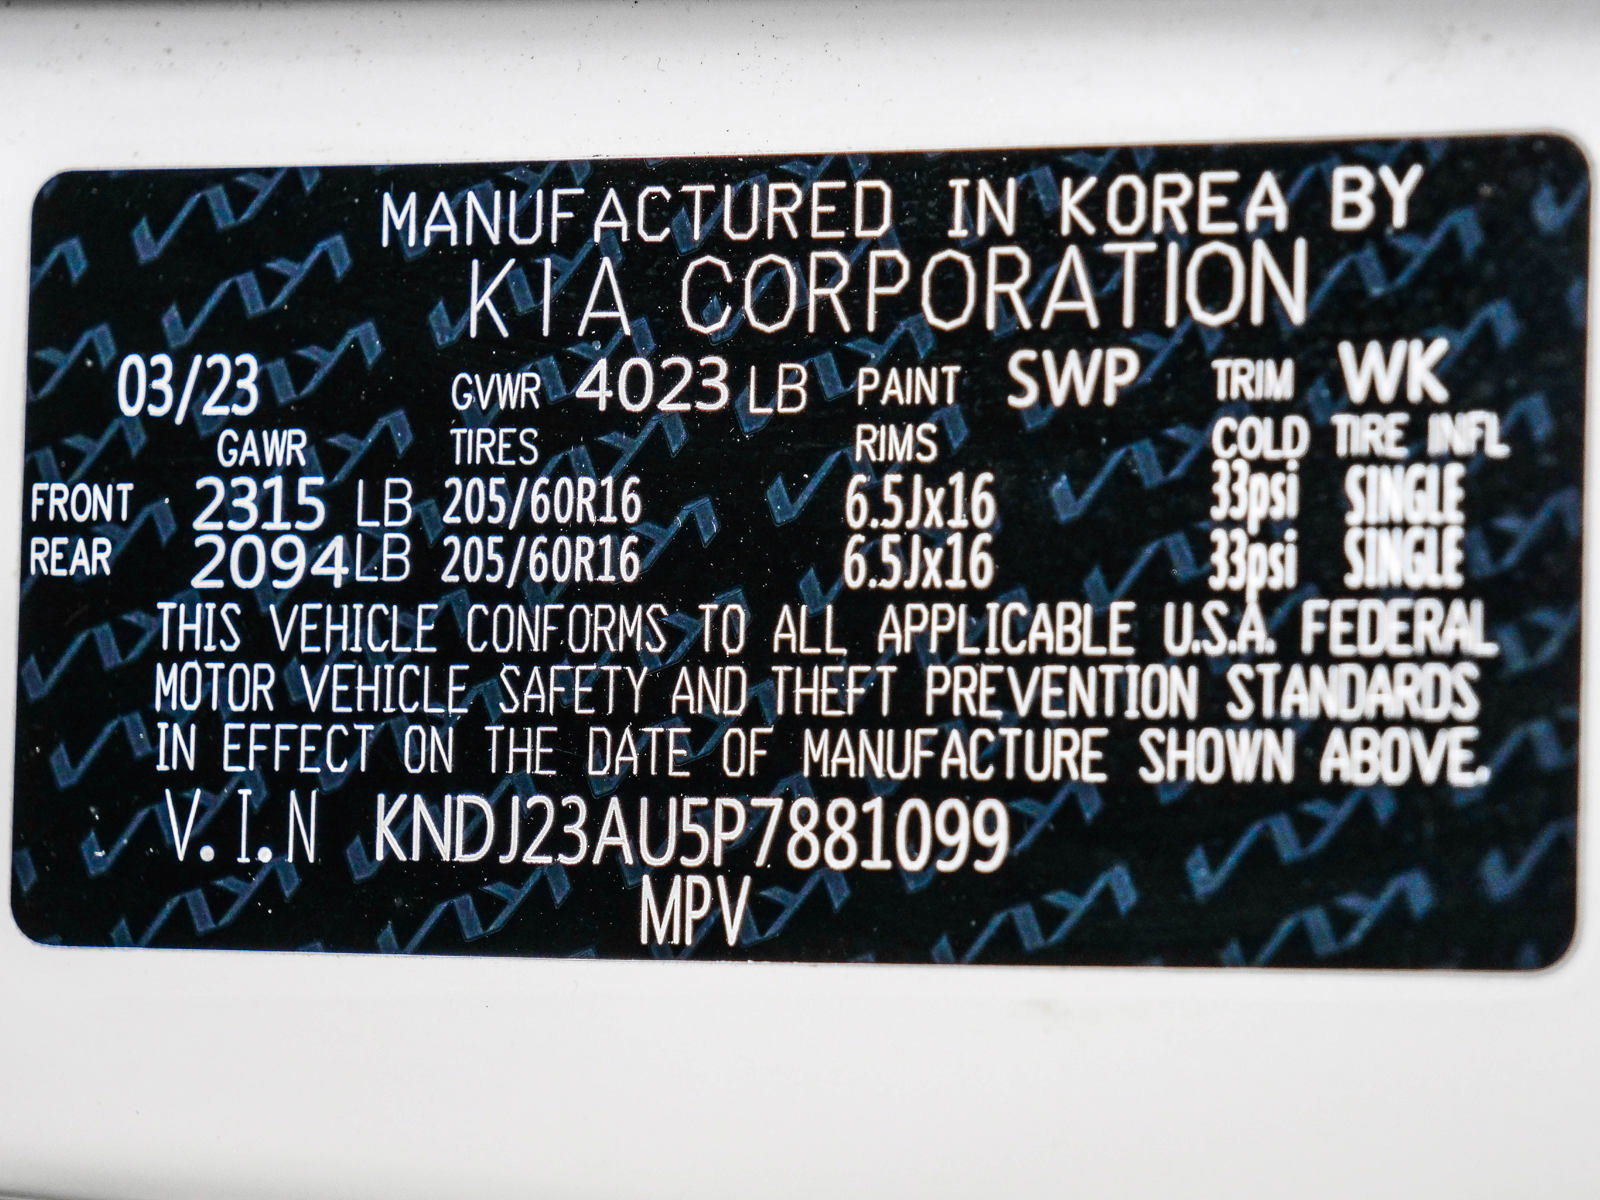 MANUFACTURED IN KOREA BY
KIA CORPORATION
03/23 GVWR 4023 LB PAINT SWP TRIM WK
GAWR TIRES RIMS COLD TIRE INFL
FRONT 2315 LB 205/60R16 6.5Jx16 33psi SINGLE
REAR 2094 LB 205/60R16 6.5Jx16 33psi SINGLE
THIS VEHICLE CONFORMS TO ALL APPLICABLE U.S.A. FEDERAL
MOTOR VEHICLE SAFETY AND THEFT PREVENTION STANDARDS
IN EFFECT ON THE DATE OF MANUFACTURE SHOWN ABOVE.
V.I.N KNDJ23AU5P7881099
MPV